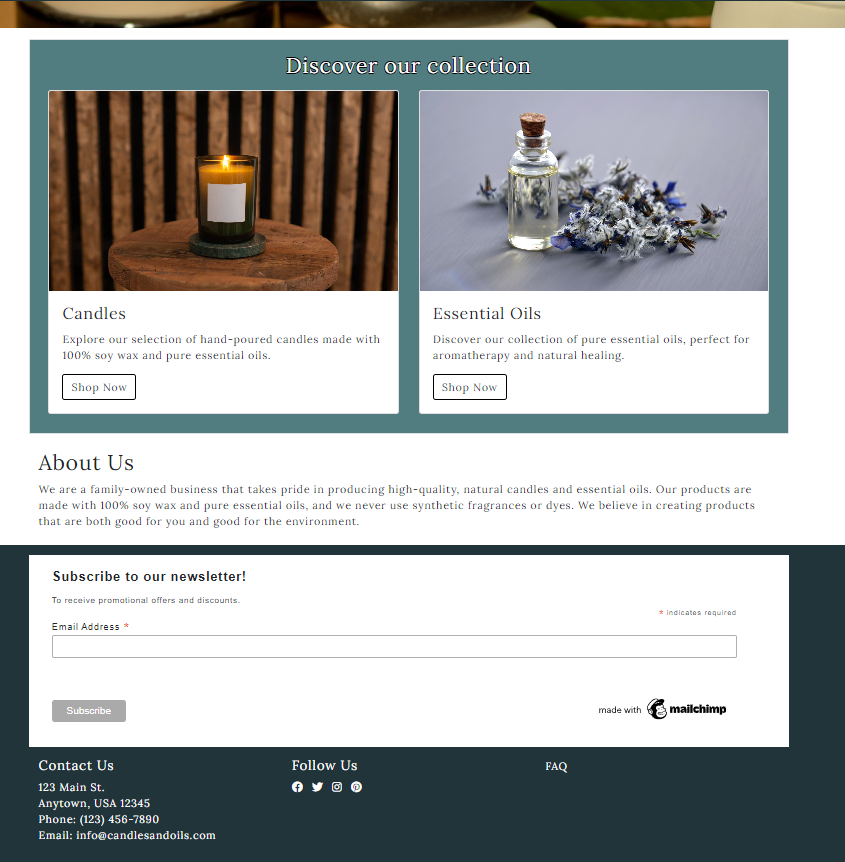 Discover our collection
Candles
Explore our selection of hand-poured candles made with
100% soy wax and pure essential oils.
Shop Now
Essential Oils
Discover our collection of pure essential oils, perfect for
aromatherapy and natural healing.
Shop Now
About Us
We are a family-owned business that takes pride in producing high-quality, natural candles and essential oils. Our products are
made with 100% soy wax and pure essential oils, and we never use synthetic fragrances or dyes. We believe in creating products
that are both good for you and good for the environment.
Subscribe to our newsletter!
To receive promotional offers and discounts.
* indicates required
Email Address *
Subscribe
made with mailchimp
Contact Us
123 Main St.
Anytown, USA 12345
Phone: (123) 456-7890
Email: info@candlesandoils.com
Follow Us
FAQ